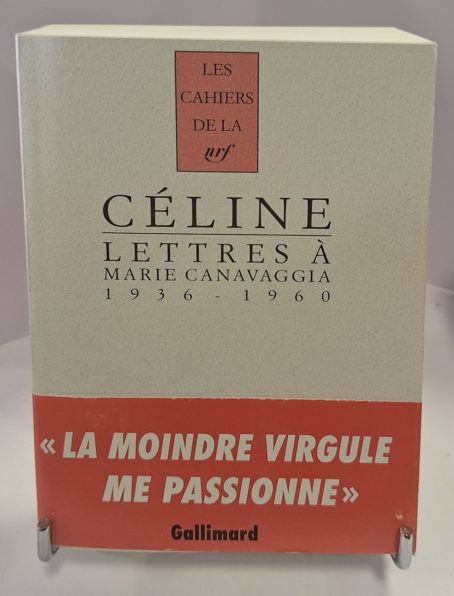 LES
CAHIERS
DE LA
nrf
CÉLINE
LETTRES À
MARIE CANAVAGGIA
1936 - 1960
« LA MOINDRE VIRGULE
ME PASSIONNE »
Gallimard